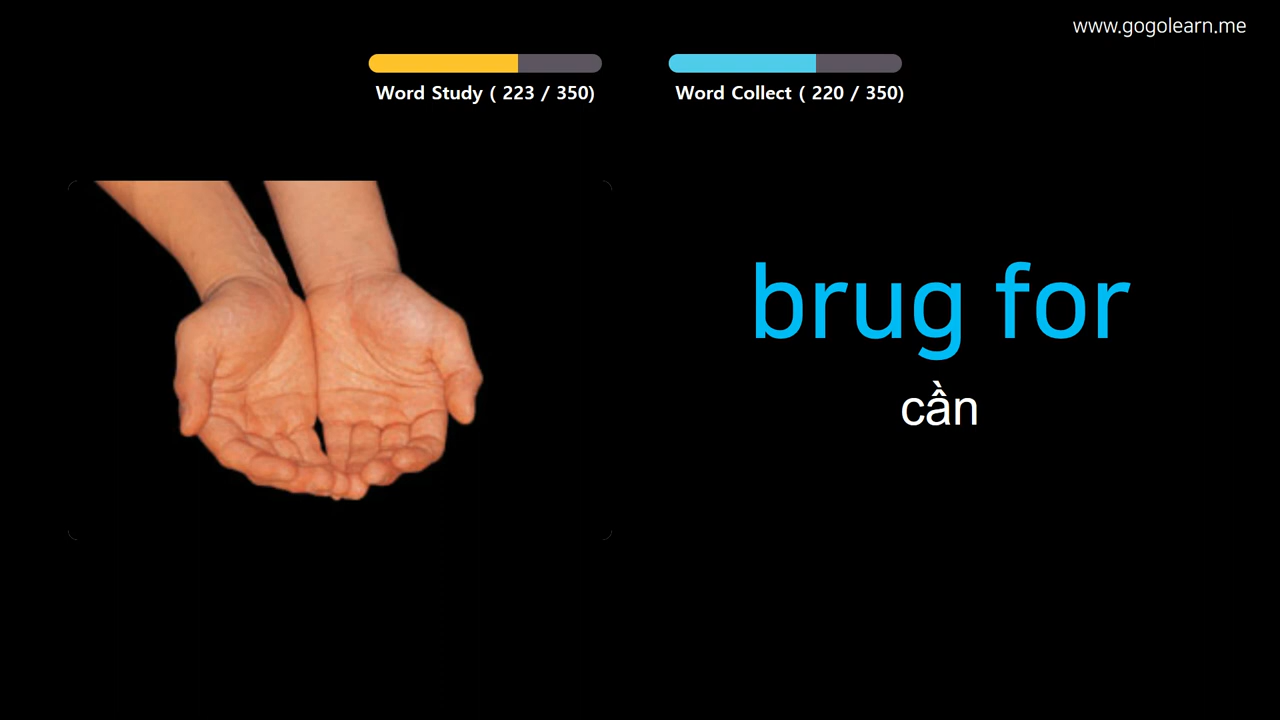 www.gogolearn.me
Word Study ( 223 / 350)
Word Collect ( 220 / 350)
brug for
cần